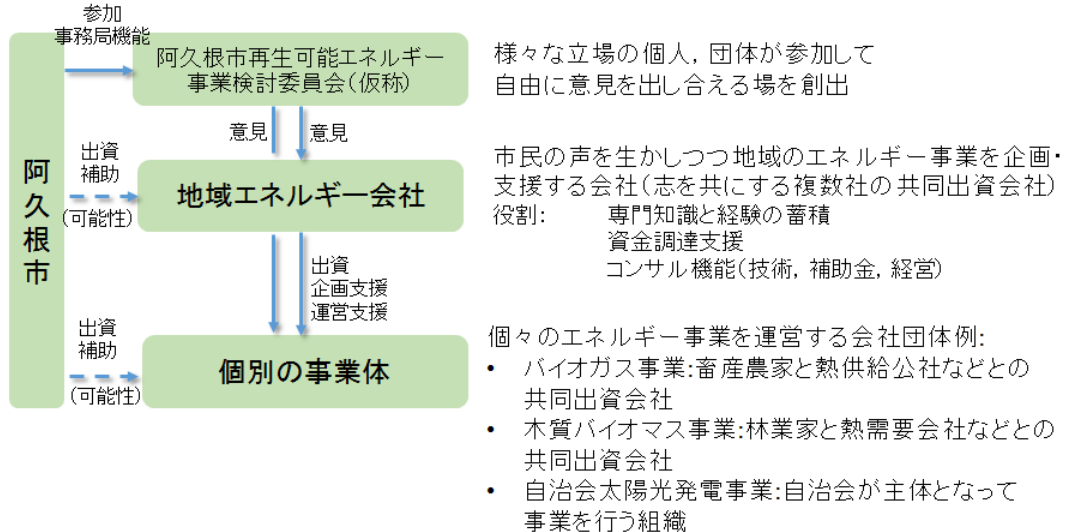 参加
事務局機能
阿久根市再生可能エネルギー
事業検討委員会(仮称)
様々な立場の個人,団体が参加して
自由に意見を出し合える場を創出
意見
意見
阿久根市
出資
補助
(可能性)
地域エネルギー会社
市民の声を生かしつつ地域のエネルギー事業を企画・
支援する会社(志を共にする複数社の共同出資会社)
役割: 専門知識と経験の蓄積
資金調達支援
コンサル機能(技術,補助金,経営)
出資
企画支援
運営支援
出資
補助
(可能性)
個別の事業体
個々のエネルギー事業を運営する会社団体例:
• バイオガス事業:畜産農家と熱供給公社などとの
共同出資会社
• 木質バイオマス事業:林業家と熱需要会社などとの
共同出資会社
• 自治会太陽光発電事業:自治会が主体となって
事業を行う組織